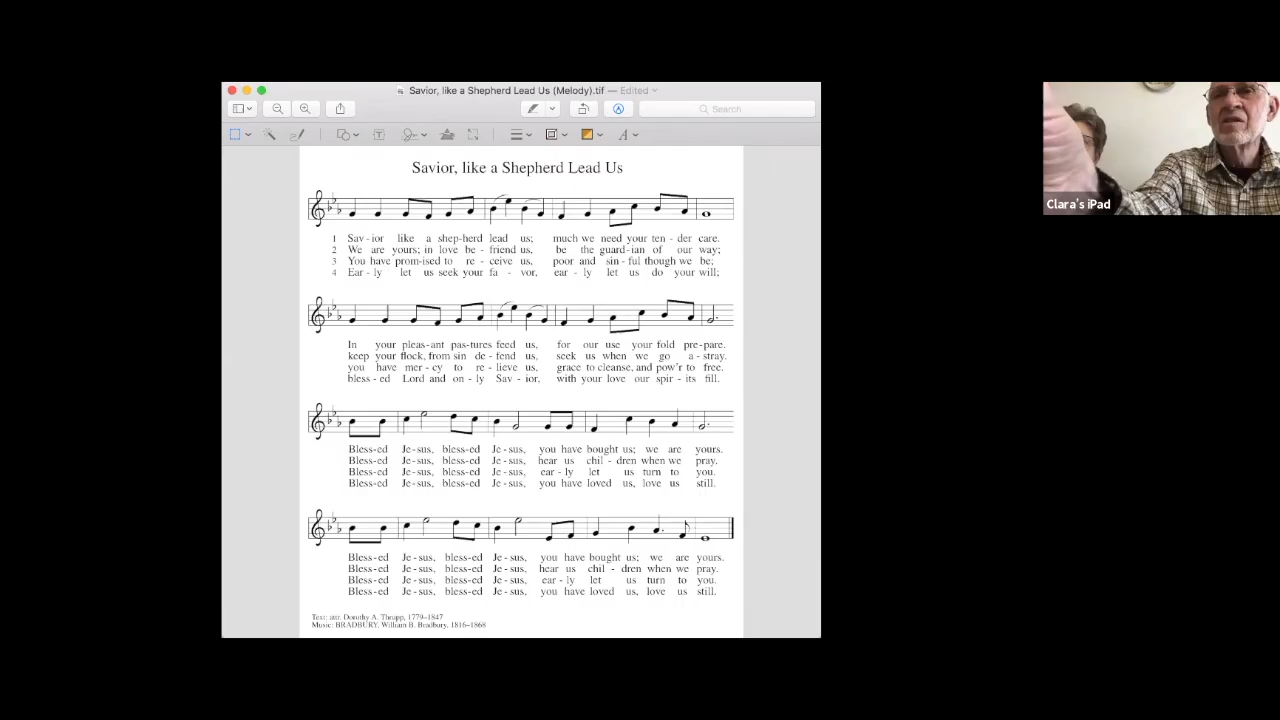 Savior, like a Shepherd Lead Us (Melody).tif — Edited
Search
Savior, like a Shepherd Lead Us
1 Sav - ior like a shep-herd lead us; much we need your ten - der care.
2 We are yours; in love be - friend us, be the guard-ian of our way;
3 You have prom-ised to re - ceive us, poor and sin - ful though we be;
4 Ear - ly let us seek your fa - vor, ear - ly let us do your will;
In your pleas-ant pas-tures feed us, for our use your fold pre-pare.
keep your flock, from sin de - fend us, seek us when we go a - stray.
you have mer - cy to re - lieve us, grace to cleanse, and pow'r to free.
bless - ed Lord and on - ly Sav - ior, with your love our spir - its fill.
Bless-ed Je - sus, bless-ed Je - sus, you have bought us; we are yours.
Bless-ed Je - sus, bless-ed Je - sus, hear us chil - dren when we pray.
Bless-ed Je - sus, bless-ed Je - sus, ear - ly let us turn to you.
Bless-ed Je - sus, bless-ed Je - sus, you have loved us, love us still.
Bless-ed Je - sus, bless-ed Je - sus, you have bought us; we are yours.
Bless-ed Je - sus, bless-ed Je - sus, hear us chil - dren when we pray.
Bless-ed Je - sus, bless-ed Je - sus, ear - ly let us turn to you.
Bless-ed Je - sus, bless-ed Je - sus, you have loved us, love us still.
Text: attr. Dorothy A. Thrupp, 1779–1847
Music: BRADBURY, William B. Bradbury, 1816–1868
Clara's iPad